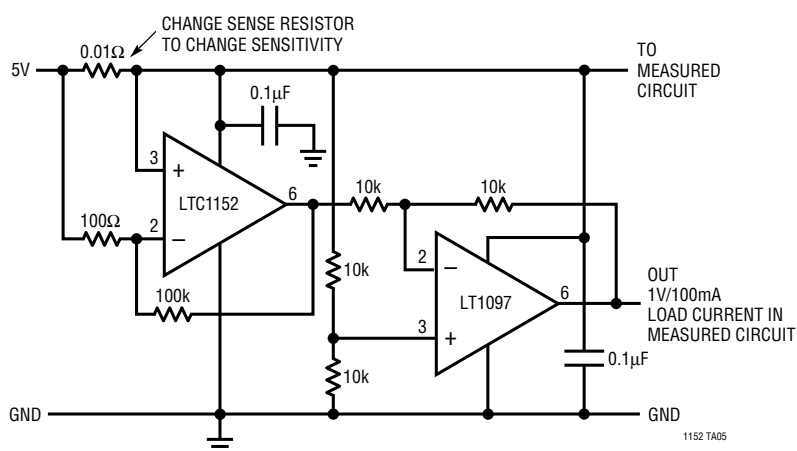 CHANGE SENSE RESISTOR
TO CHANGE SENSITIVITY
0.01Ω
5V
TO
MEASURED
CIRCUIT
0.1µF
3
+
LTC1152
6
10k
10k
100Ω
2
–
2
–
10k
LT1097
6
OUT
1V/100mA
LOAD CURRENT IN
MEASURED CIRCUIT
100k
3
+
10k
0.1µF
GND
GND
1152 TA05